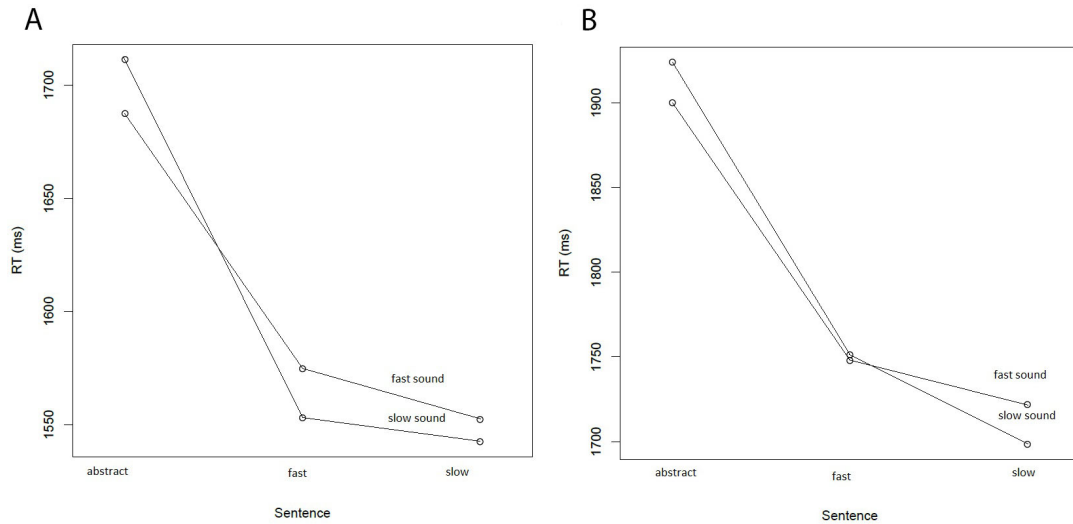 A
1700
1650
1600
1550
RT (ms)
fast sound
slow sound
abstract
fast
slow
Sentence
B
1900
1850
1800
1750
1700
RT (ms)
fast sound
slow sound
abstract
fast
slow
Sentence